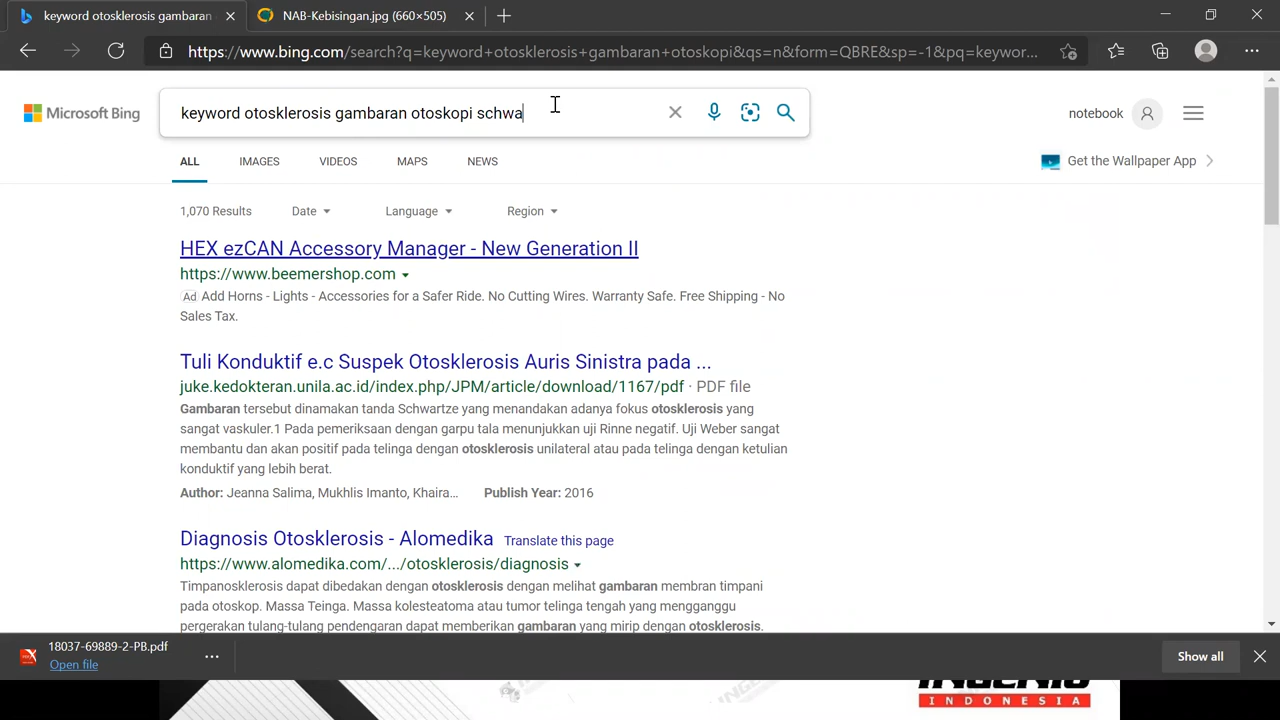 keyword otosklerosis gambaran
NAB-Kebisingan.jpg (660×505)
https://www.bing.com/search?q=keyword+otosklerosis+gambaran+otoskopi&qs=n&form=QBRE&sp=-1&pq=keywor...
Microsoft Bing
keyword otosklerosis gambaran otoskopi schwa
notebook
ALL IMAGES VIDEOS MAPS NEWS
Get the Wallpaper App
1,070 Results Date Language Region
HEX ezCAN Accessory Manager - New Generation II
https://www.beemershop.com
Ad Add Horns - Lights - Accessories for a Safer Ride. No Cutting Wires. Warranty Safe. Free Shipping - No
Sales Tax.
Tuli Konduktif e.c Suspek Otosklerosis Auris Sinistra pada ...
juke.kedokteran.unila.ac.id/index.php/JPM/article/download/1167/pdf · PDF file
Gambaran tersebut dinamakan tanda Schwartze yang menandakan adanya fokus otosklerosis yang
sangat vaskuler.1 Pada pemeriksaan dengan garpu tala menunjukkan uji Rinne negatif. Uji Weber sangat
membantu dan akan positif pada telinga dengan otosklerosis unilateral atau pada telinga dengan ketulian
konduktif yang lebih berat.
Author: Jeanna Salima, Mukhlis Imanto, Khaira... Publish Year: 2016
Diagnosis Otosklerosis - Alomedika Translate this page
https://www.alomedika.com/.../otosklerosis/diagnosis
Timpanosklerosis dapat dibedakan dengan otosklerosis dengan melihat gambaran membran timpani
pada otoskop. Massa Teinga. Massa kolesteatoma atau tumor telinga tengah yang mengganggu
pergerakan tulang-tulang pendengaran dapat memberikan gambaran yang mirip dengan otosklerosis.
18037-69889-2-PB.pdf
Open file
Show all
INGENIO
INDONESIA